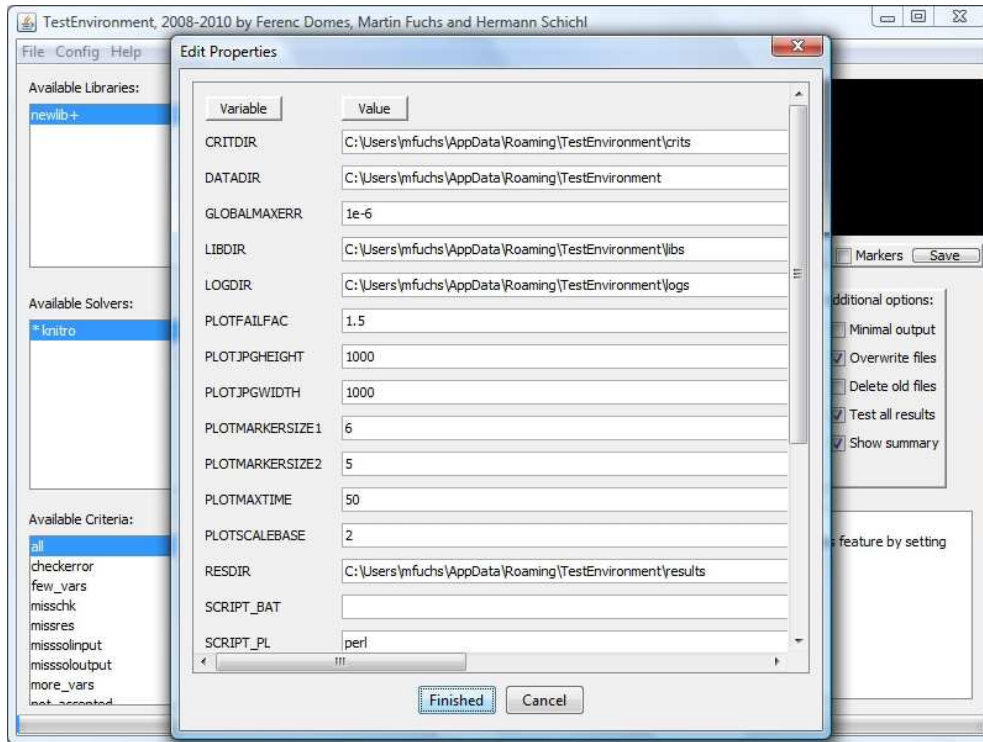 TestEnvironment, 2008-2010 by Ferenc Domes, Martin Fuchs and Hermann Schichl
File Config Help
Edit Properties
Available Libraries:
newlib+
Available Solvers:
* knitro
Available Criteria:
all
checkerror
few_vars
misschk
missres
misssolinput
misssoloutput
more_vars
Variable Value
CRITDIR C:\Users\mfuchs\AppData\Roaming\TestEnvironment\crits
DATADIR C:\Users\mfuchs\AppData\Roaming\TestEnvironment
GLOBALMAXERR 1e-6
LIBDIR C:\Users\mfuchs\AppData\Roaming\TestEnvironment\libs
LOGDIR C:\Users\mfuchs\AppData\Roaming\TestEnvironment\logs
PLOTFAILFAC 1.5
PLOTJPGHEIGHT 1000
PLOTJPGWIDTH 1000
PLOTMARKERSIZE1 6
PLOTMARKERSIZE2 5
PLOTMAXTIME 50
PLOTSCALEBASE 2
RESDIR C:\Users\mfuchs\AppData\Roaming\TestEnvironment\results
SCRIPT_BAT
SCRIPT_PL perl
Finished Cancel
Markers Save
dditional options:
Minimal output
Overwrite files
Delete old files
Test all results
Show summary
s feature by setting